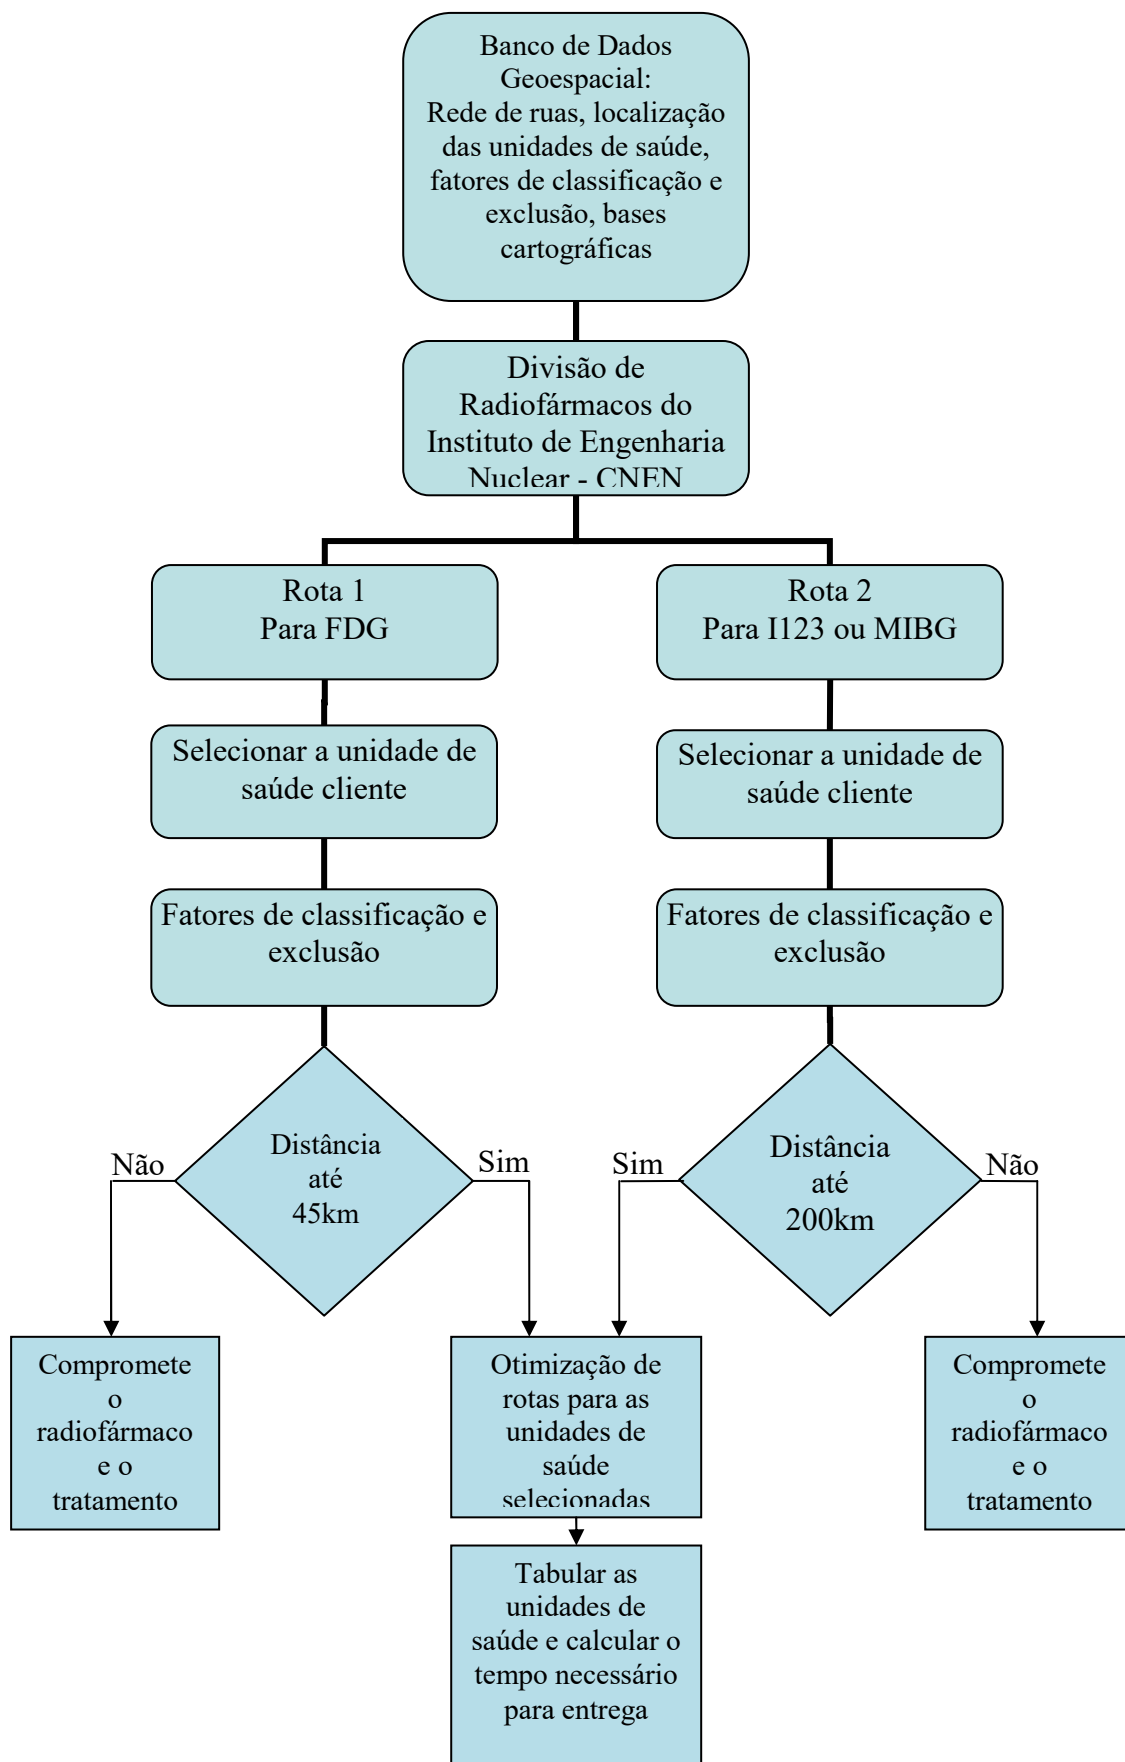 Banco de Dados
Geoespacial:
Rede de ruas, localização
das unidades de saúde,
fatores de classificação e
exclusão, bases
cartográficas
Divisão de
Radiofármacos do
Instituto de Engenharia
Nuclear - CNEN
Rota 1
Para FDG
Rota 2
Para I123 ou MIBG
Selecionar a unidade de
saúde cliente
Selecionar a unidade de
saúde cliente
Fatores de classificação e
exclusão
Fatores de classificação e
exclusão
Não
Distância
até
45km
Sim
Sim
Distância
até
200km
Não
Compromete
o
radiofármaco
e o
tratamento
Otimização de
rotas para as
unidades de
saúde
selecionadas
Compromete
o
radiofármaco
e o
tratamento
Tabular as
unidades de
saúde e calcular o
tempo necessário
para entrega